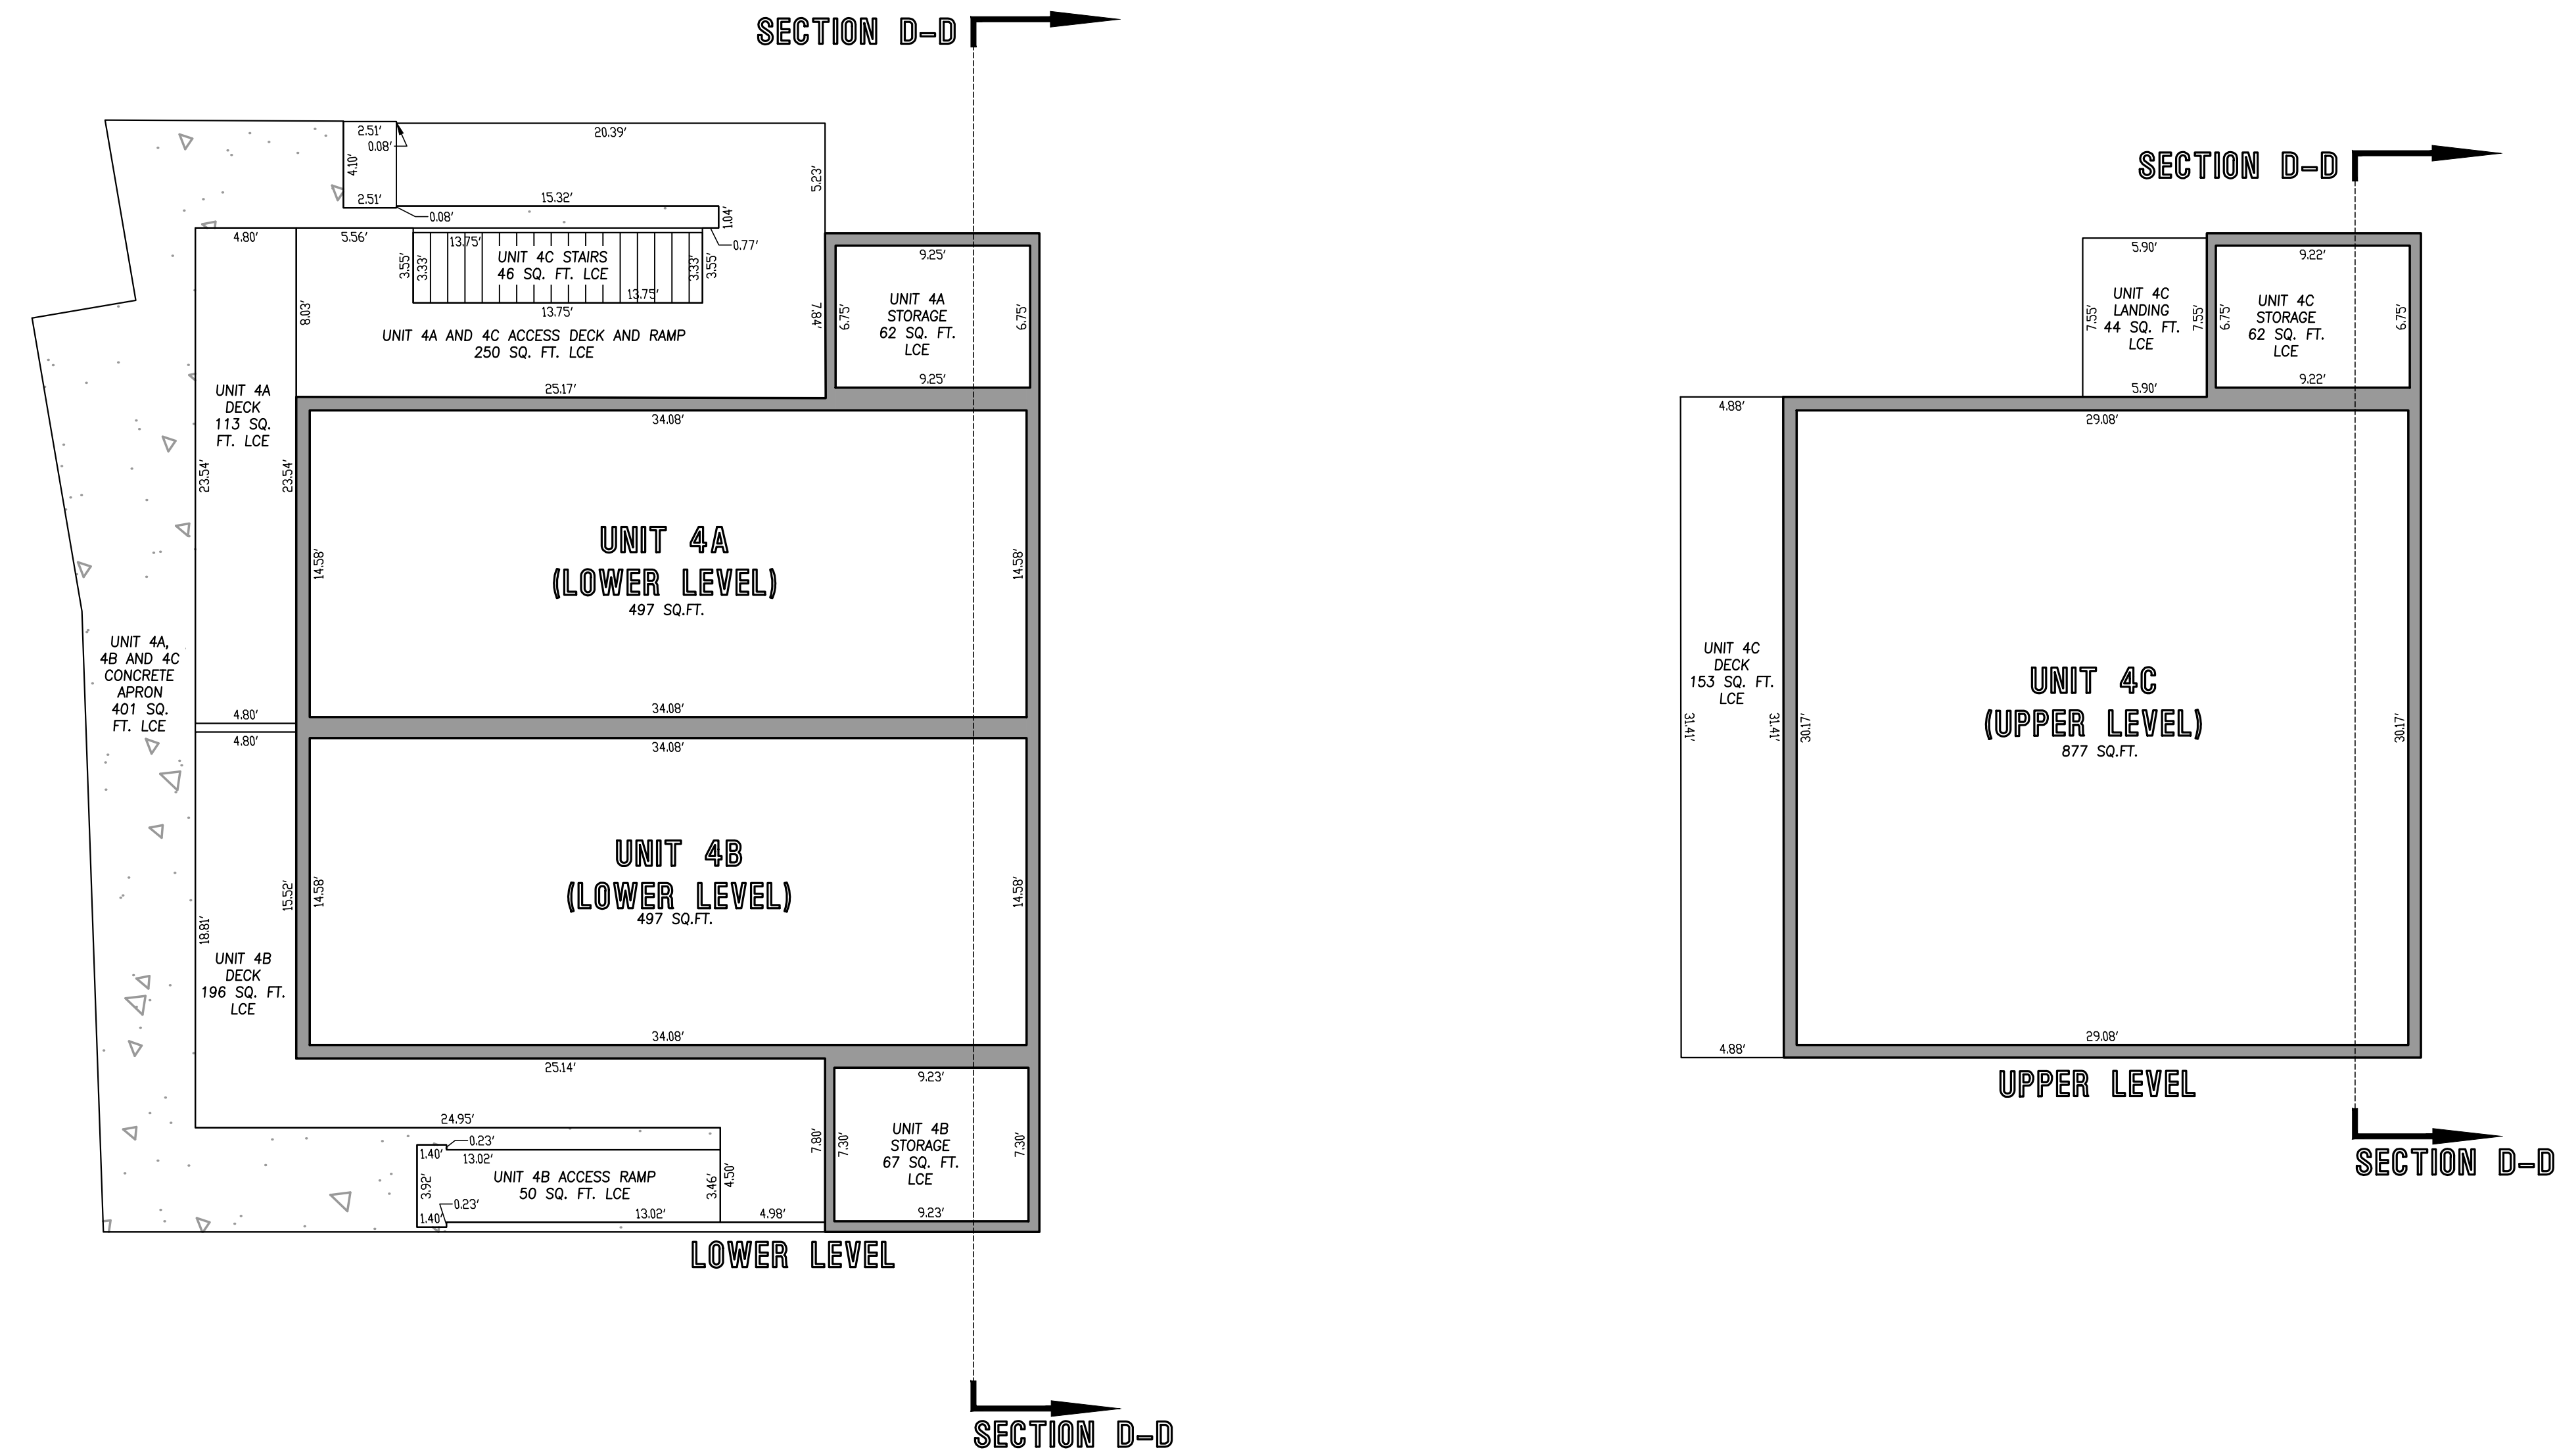 SECTION D-D
2.51'
0.08'
20.39'
4.10'
5.23'
2.51'
15.32'
0.08'
1.04'
4.80'
5.56'
13.75'
0.77'
3.55'
3.33'
UNIT 4C STAIRS
46 SQ. FT. LCE
3.33'
3.55'
13.75'
13.75'
8.03'
7.84'
UNIT 4A AND 4C ACCESS DECK AND RAMP
250 SQ. FT. LCE
25.17'
9.25'
6.75'
UNIT 4A
STORAGE
62 SQ. FT.
LCE
6.75'
9.25'
UNIT 4A
DECK
113 SQ.
FT. LCE
23.54'
23.54'
4.80'
34.08'
14.58'
UNIT 4A
(LOWER LEVEL)
497 SQ.FT.
14.58'
34.08'
UNIT 4A,
4B AND 4C
CONCRETE
APRON
401 SQ.
FT. LCE
4.80'
34.08'
15.52'
14.58'
UNIT 4B
(LOWER LEVEL)
497 SQ.FT.
14.58'
34.08'
18.81'
UNIT 4B
DECK
196 SQ. FT.
LCE
25.14'
24.95'
0.23'
1.40'
13.02'
3.92'
UNIT 4B ACCESS RAMP
50 SQ. FT. LCE
3.46'
4.50'
0.23'
1.40'
13.02'
4.98'
7.80'
9.23'
7.30'
UNIT 4B
STORAGE
67 SQ. FT.
LCE
7.30'
9.23'
LOWER LEVEL
SECTION D-D
SECTION D-D
5.90'
7.55'
UNIT 4C
LANDING
44 SQ. FT.
LCE
7.55'
5.90'
9.22'
6.75'
UNIT 4C
STORAGE
62 SQ. FT.
LCE
6.75'
9.22'
4.88'
29.08'
UNIT 4C
DECK
153 SQ. FT.
LCE
31.41'
31.41'
30.17'
UNIT 4C
(UPPER LEVEL)
877 SQ.FT.
30.17'
4.88'
29.08'
UPPER LEVEL
SECTION D-D